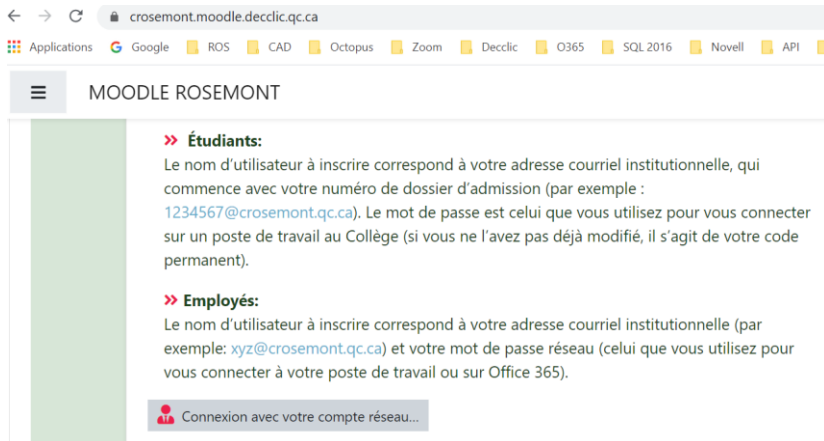 crosemont.moodle.decclic.qc.ca
Applications Google ROS CAD Octopus Zoom Decclic O365 SQL 2016 Novell API
MOODLE ROSEMONT
Étudiants:
Le nom d'utilisateur à inscrire correspond à votre adresse courriel institutionnelle, qui
commence avec votre numéro de dossier d'admission (par exemple :
1234567@crosemont.qc.ca). Le mot de passe est celui que vous utilisez pour vous connecter
sur un poste de travail au Collège (si vous ne l'avez pas déjà modifié, il s'agit de votre code
permanent).
Employés:
Le nom d'utilisateur à inscrire correspond à votre adresse courriel institutionnelle (par
exemple: xyz@crosemont.qc.ca) et votre mot de passe réseau (celui que vous utilisez pour
vous connecter à votre poste de travail ou sur Office 365).
Connexion avec votre compte réseau...